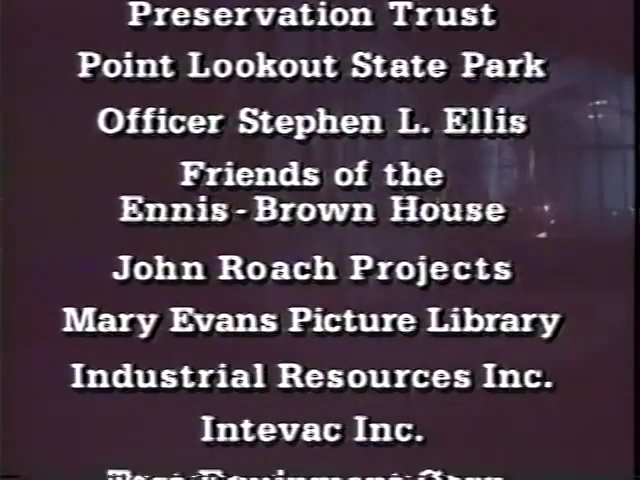 Preservation Trust
Point Lookout State Park
Officer Stephen L. Ellis
Friends of the
Ennis-Brown House
John Roach Projects
Mary Evans Picture Library
Industrial Resources Inc.
Intevac Inc.